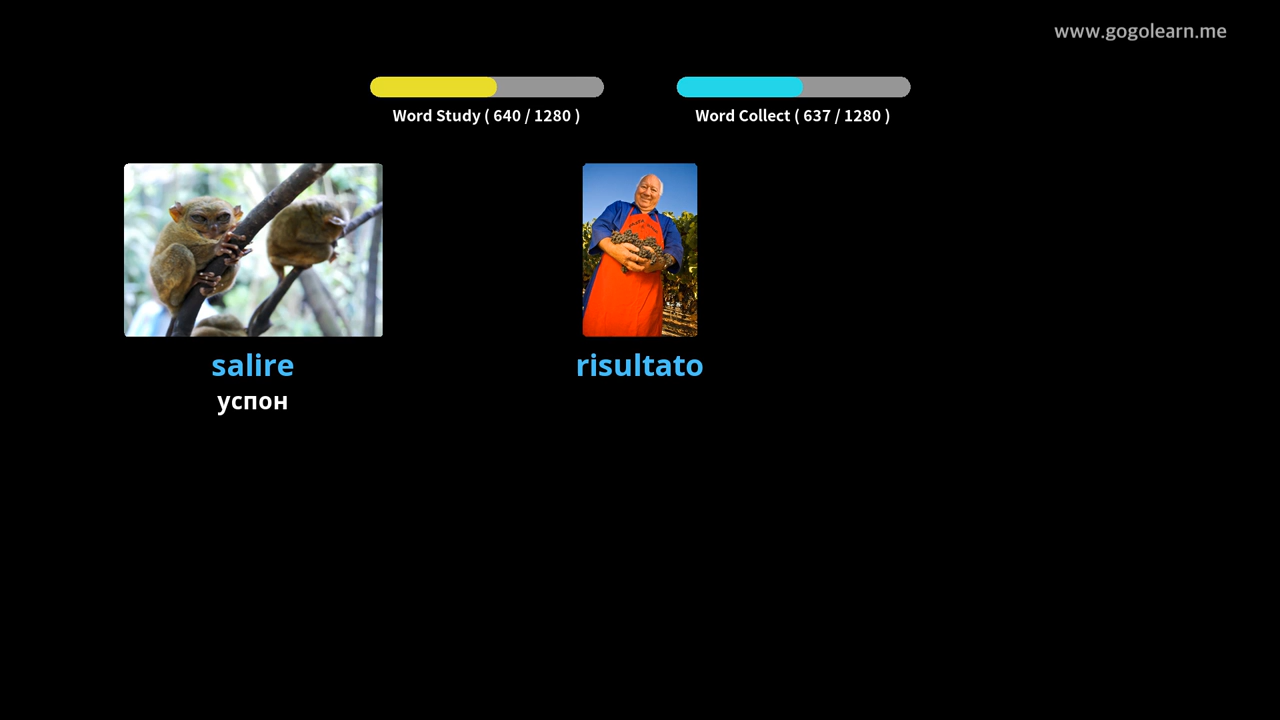 www.gogolearn.me
Word Study ( 640 / 1280 )
Word Collect ( 637 / 1280 )
salire
risultato
успон